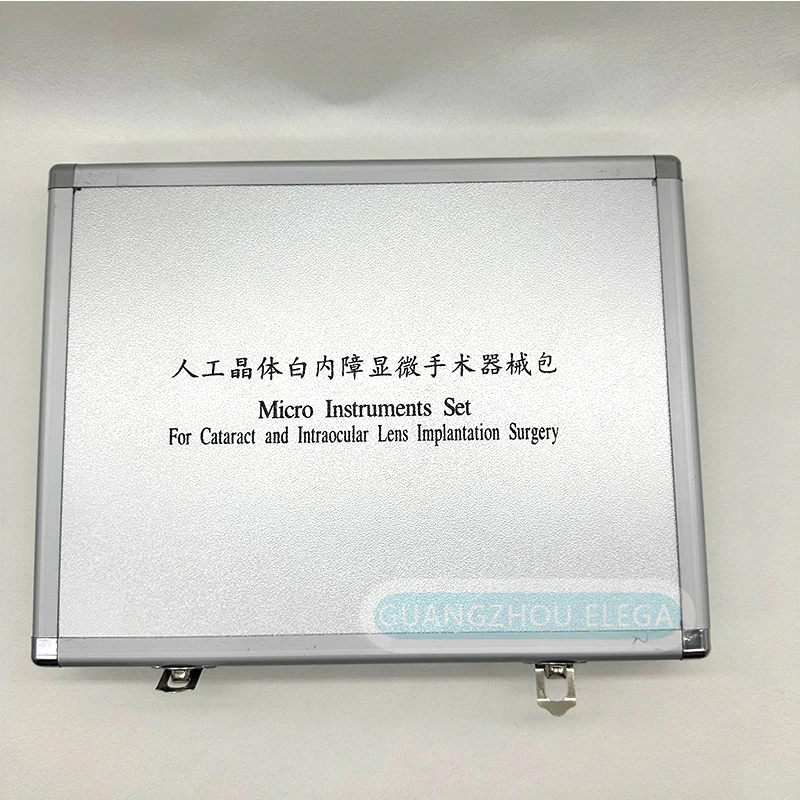 人工晶体白内障显微手术器械包
Micro Instruments Set
For Cataract and Intraocular Lens Implantation Surgery
GUANGZHOU ELEGA